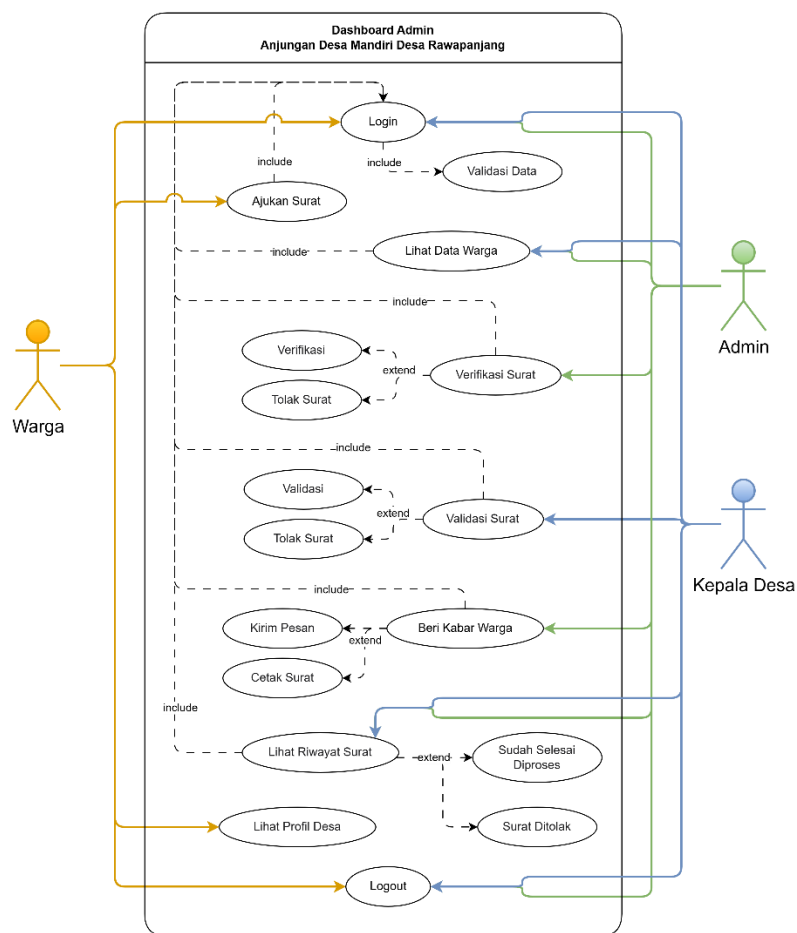 Dashboard Admin
Anjungan Desa Mandiri Desa Rawapanjang
Login
include
include
Validasi Data
Ajukan Surat
include
Lihat Data Warga
include
Verifikasi
extend
Verifikasi Surat
Tolak Surat
Admin
Warga
include
Validasi
extend
Validasi Surat
Tolak Surat
Kepala Desa
include
Kirim Pesan
extend
Beri Kabar Warga
Cetak Surat
include
Lihat Riwayat Surat
extend
Sudah Selesai
Diproses
Surat Ditolak
Lihat Profil Desa
Logout